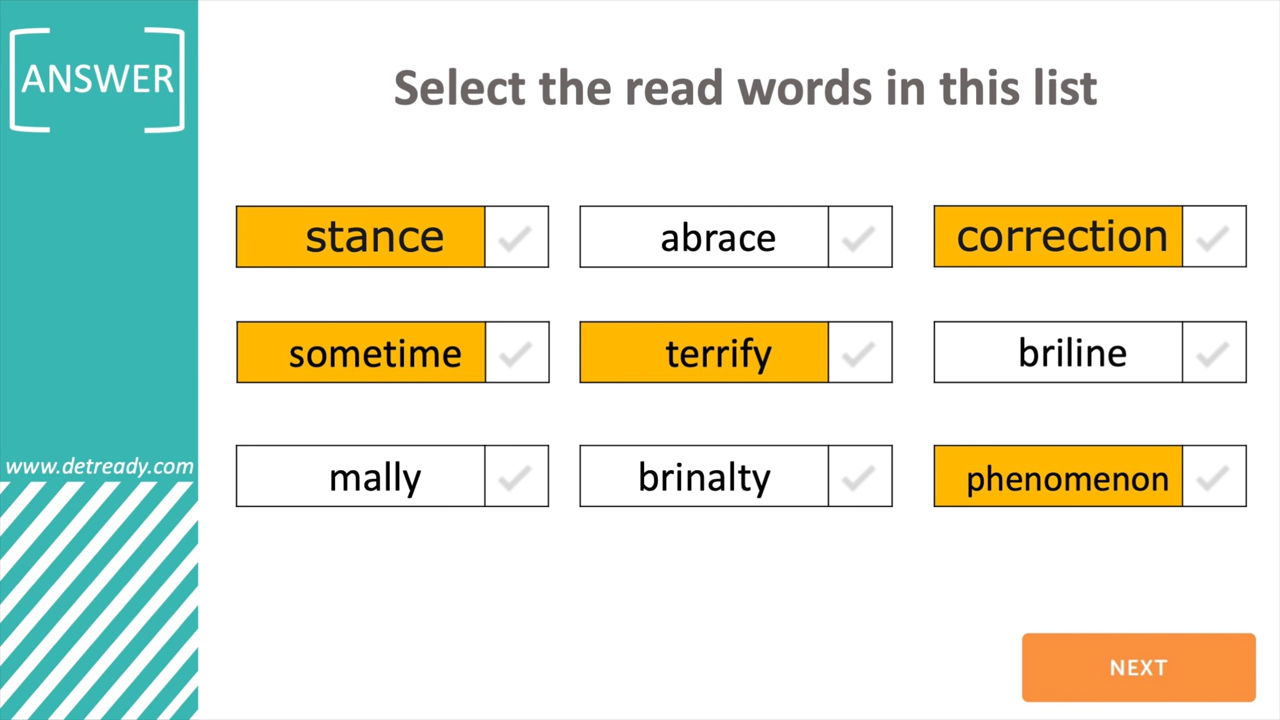 ANSWER
Select the read words in this list
stance
abrace
correction
sometime
terrify
briline
mally
brinalty
phenomenon
www.detready.com
NEXT